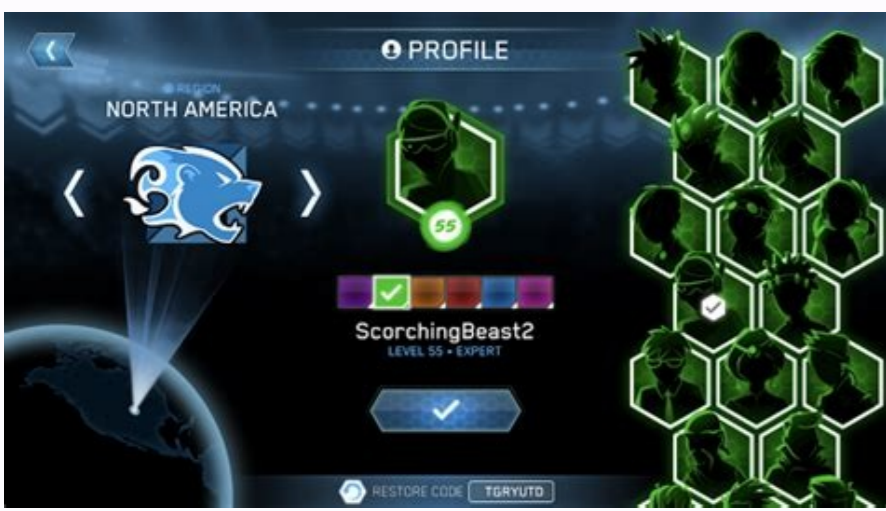 PROFILE
REGION
NORTH AMERICA
55
ScorchingBeast2
LEVEL 55 • EXPERT
RESTORE CODE TGRYUTD